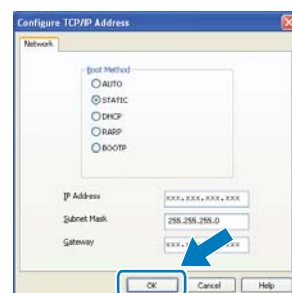 Configure TCP/IP Address
Network
Boot Method
AUTO
STATIC
DHCP
RARP
BOOTP
IP Address xxx.xxx.xxx.xxx
Subnet Mask 255.255.255.0
Gateway
OK Cancel Help